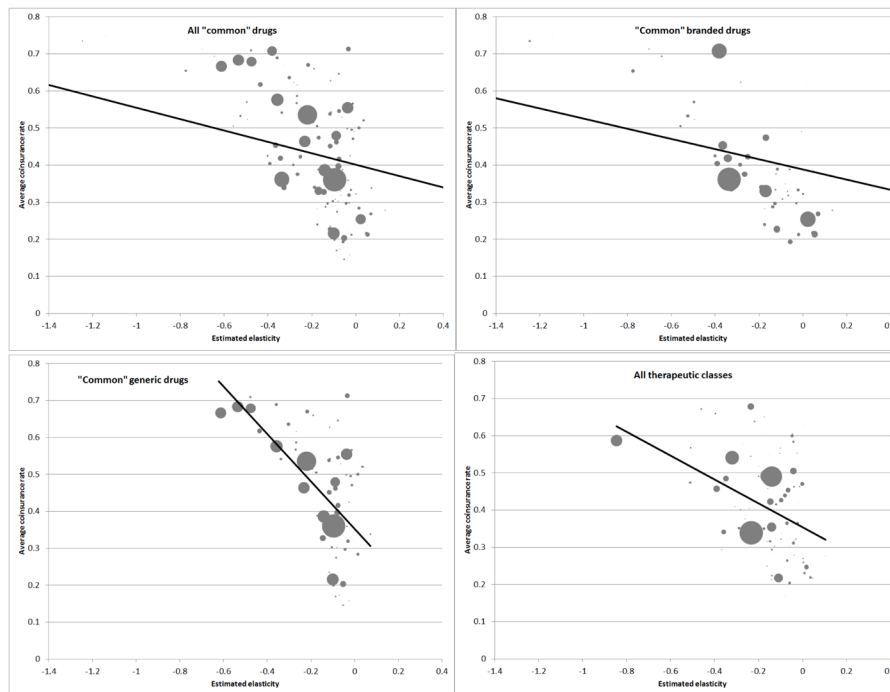 All "common" drugs
Average coinsurance rate
0.8
0.7
0.6
0.5
0.4
0.3
0.2
0.1
0
-1.4 -1.2 -1 -0.8 -0.6 -0.4 -0.2 0 0.2 0.4
Estimated elasticity
"Common" branded drugs
Average coinsurance rate
0.8
0.7
0.6
0.5
0.4
0.3
0.2
0.1
0
-1.4 -1.2 -1 -0.8 -0.6 -0.4 -0.2 0 0.2 0.4
Estimated elasticity
"Common" generic drugs
Average coinsurance rate
0.8
0.7
0.6
0.5
0.4
0.3
0.2
0.1
0
-1.4 -1.2 -1 -0.8 -0.6 -0.4 -0.2 0 0.2 0.4
Estimated elasticity
All therapeutic classes
Average coinsurance rate
0.8
0.7
0.6
0.5
0.4
0.3
0.2
0.1
0
-1.4 -1.2 -1 -0.8 -0.6 -0.4 -0.2 0 0.2 0.4
Estimated elasticity